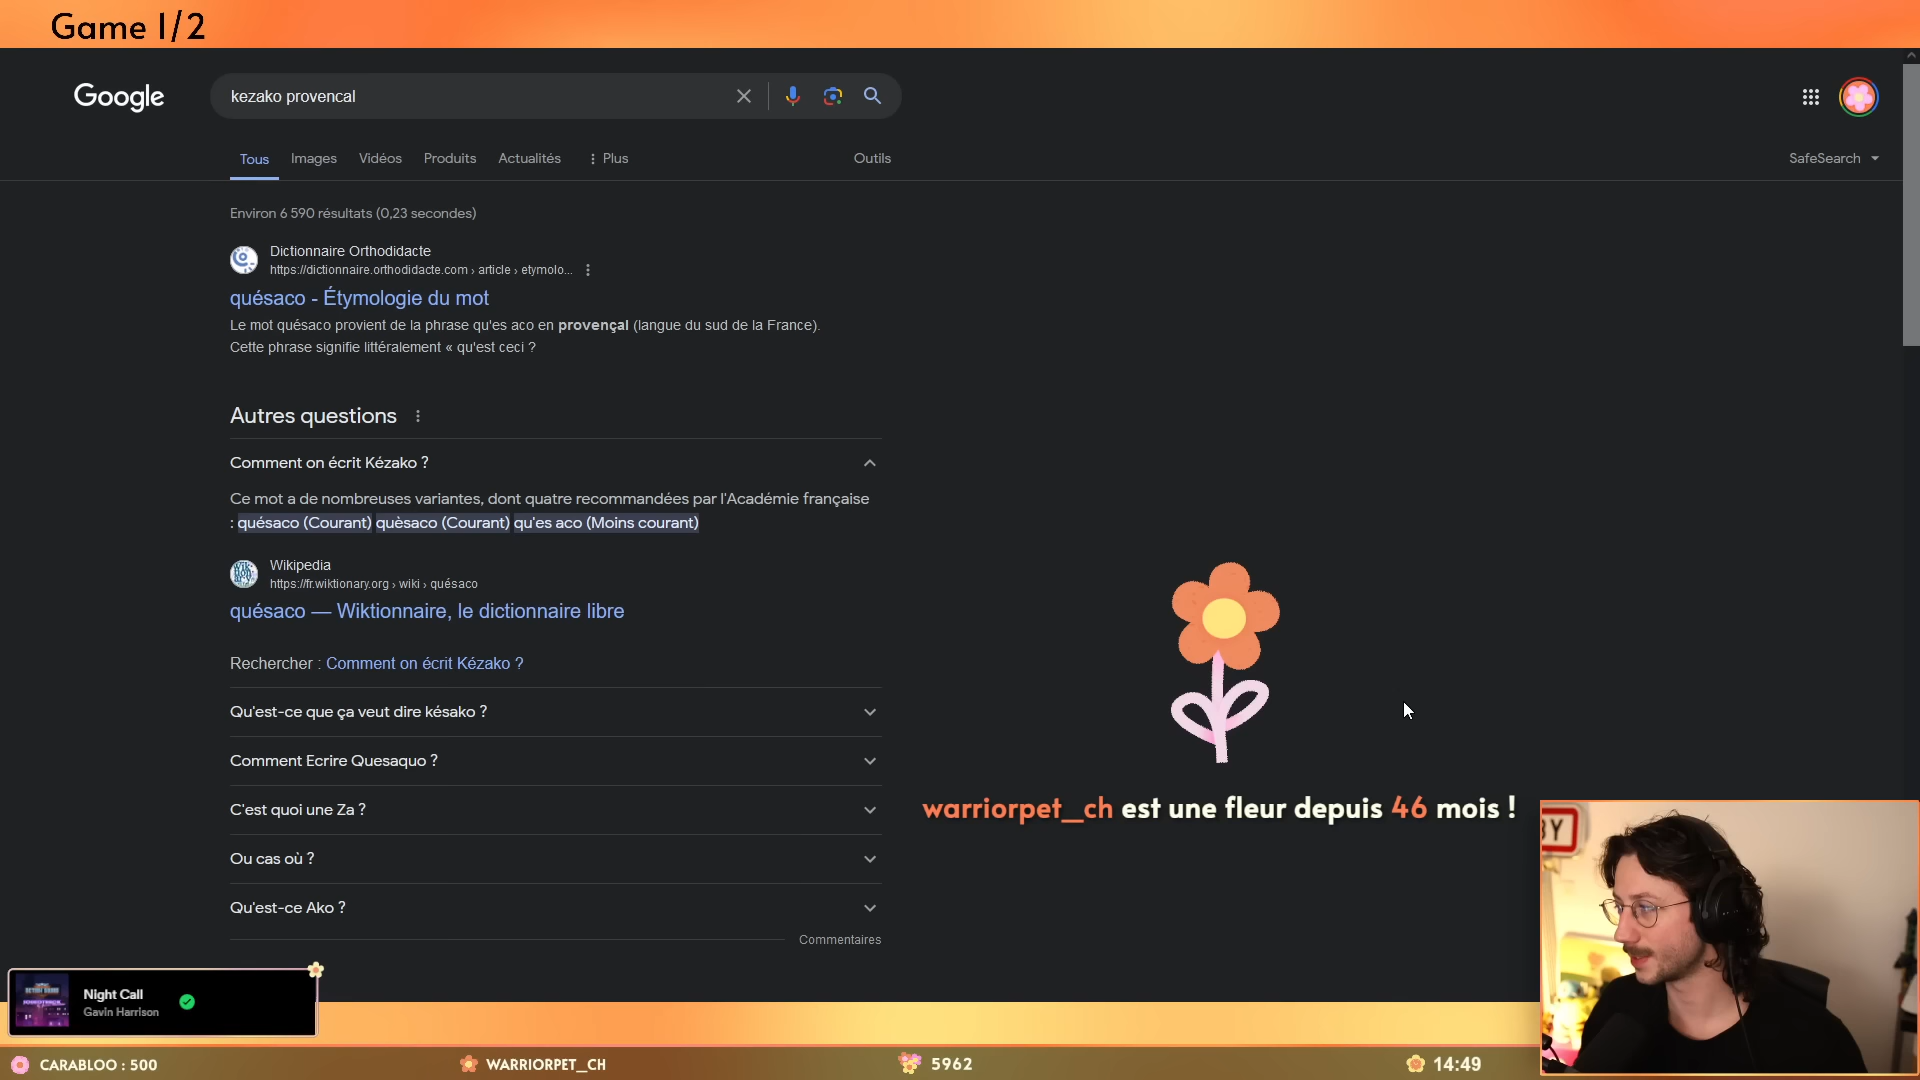 Game 1/2
Google
kezako provencal
Tous
Images
Vidéos
Produits
Actualités
Plus
Outils
SafeSearch
Environ 6 590 résultats (0,23 secondes)
Dictionnaire Orthodidacte
https://dictionnaire.orthodidacte.com › article › etymolo...
quésaco - Étymologie du mot
Le mot quésaco provient de la phrase qu'es aco en provençal (langue du sud de la France).
Cette phrase signifie littéralement « qu'est ceci ?
Autres questions
Comment on écrit Kézako ?
Ce mot a de nombreuses variantes, dont quatre recommandées par l'Académie française
: quésaco (Courant) quèsaco (Courant) qu'es aco (Moins courant)
Wikipedia
https://fr.wiktionary.org › wiki › quésaco
quésaco — Wiktionnaire, le dictionnaire libre
Rechercher : Comment on écrit Kézako ?
Qu'est-ce que ça veut dire késako ?
Comment Ecrire Quesaquo ?
C'est quoi une Za ?
Ou cas où ?
Qu'est-ce Ako ?
Commentaires
warriorpet_ch est une fleur depuis 46 mois !
BY
Night Call
Gavin Harrison
CARABLOO : 500
WARRIORPET_CH
5962
14:49